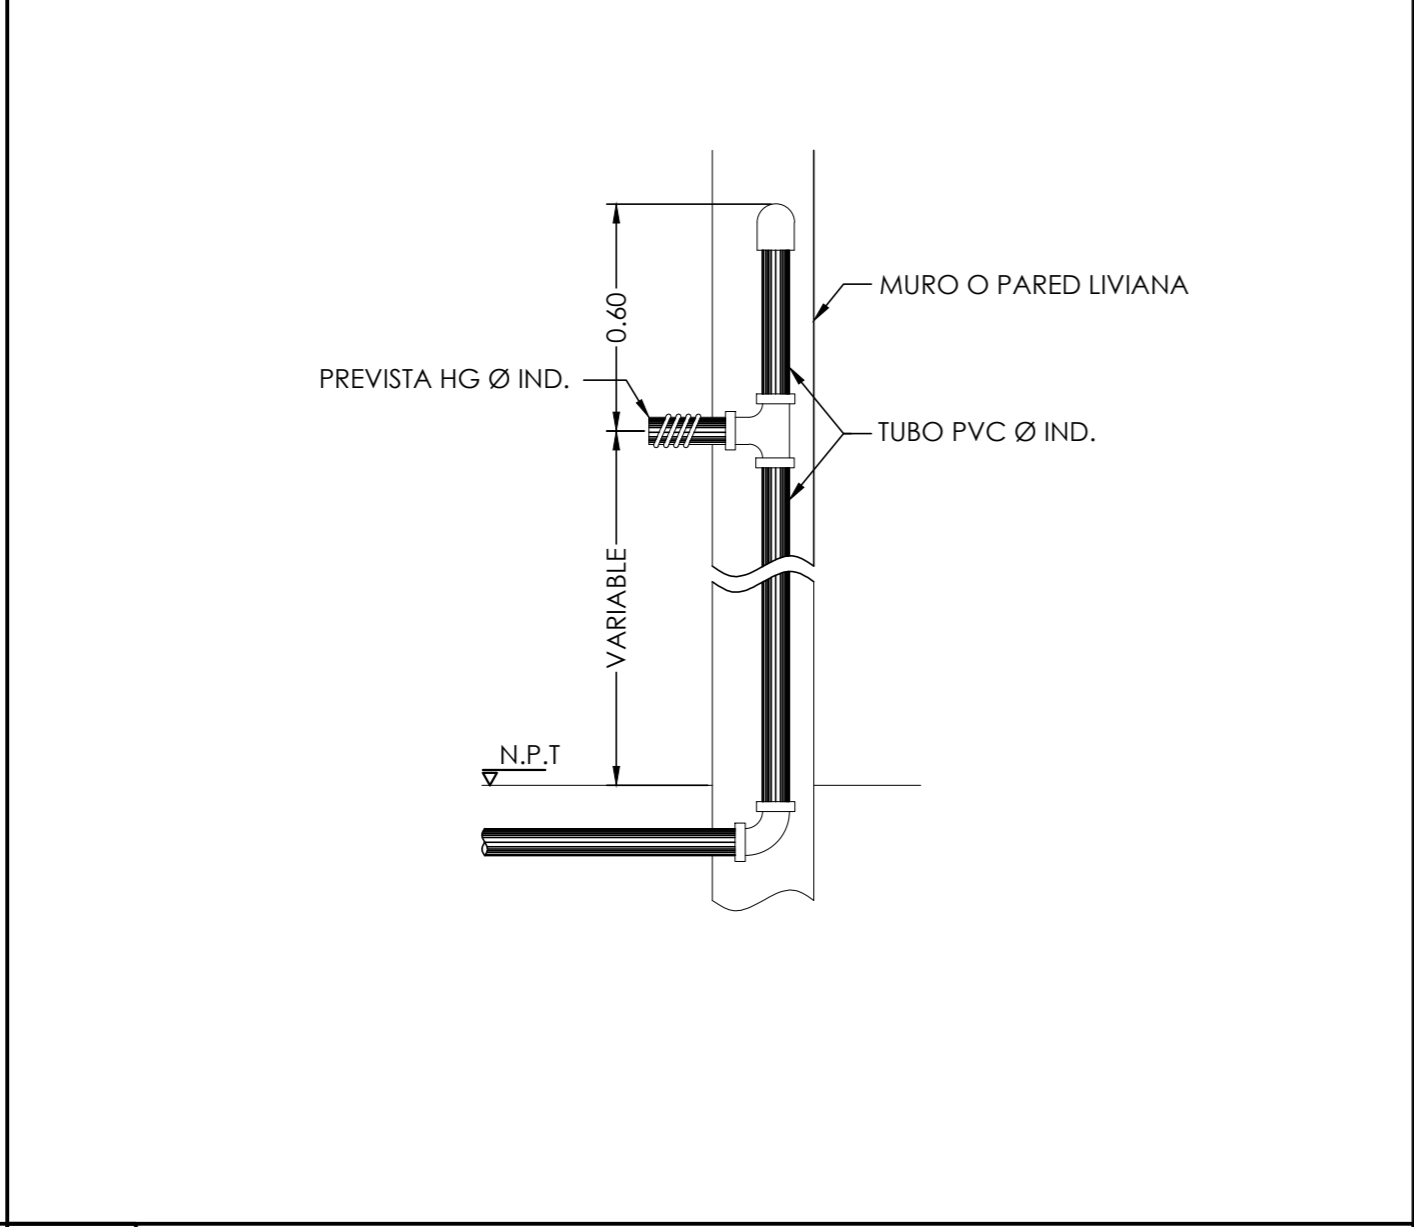 MURO O PARED LIVIANA
0.60
PREVISTA HG Ø IND.
TUBO PVC Ø IND.
VARIABLE
N.P.T